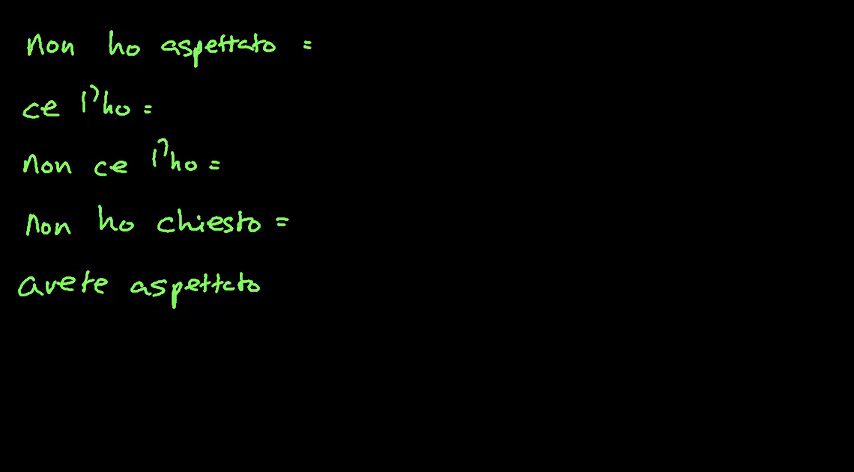 non ho aspettato =
ce l'ho =
non ce l'ho =
non ho chiesto =
avete aspettato